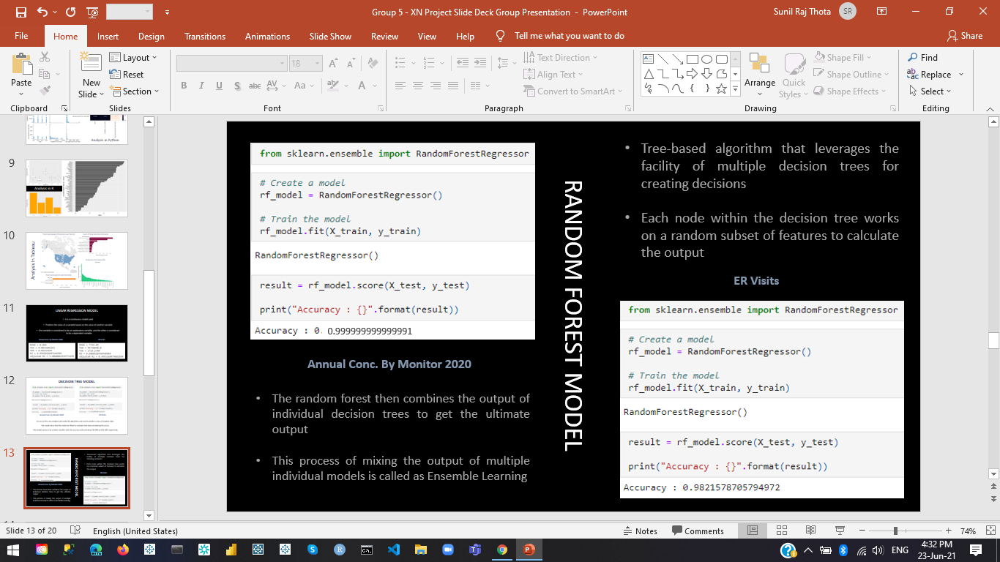 Group 5 - XN Project Slide Deck Group Presentation - PowerPoint
Sunil Raj Thota
SR
File
Home
Insert
Design
Transitions
Animations
Slide Show
Review
View
Help
Tell me what you want to do
Share
Paste
Clipboard
New
Slide
Layout
Reset
Section
Slides
18
B I U S abc AV Aa A
Font
Text Direction
Align Text
Convert to SmartArt
Paragraph
Arrange
Quick
Styles
Shape Fill
Shape Outline
Shape Effects
Drawing
Find
Replace
Select
Editing
Analysis in Python
9
Analysis in R
10
Analysis in Tableau
11
LINEAR REGRESSION MODEL
12
DECISION TREE MODEL
13
RANDOM FOREST MODEL
from sklearn.ensemble import RandomForestRegressor
# Create a model
rf_model = RandomForestRegressor()
# Train the model
rf_model.fit(X_train, y_train)
RandomForestRegressor()
result = rf_model.score(X_test, y_test)
print("Accuracy : {}".format(result))
Accuracy : 0 0.999999999999991
Annual Conc. By Monitor 2020
• The random forest then combines the output of
individual decision trees to get the ultimate
output
• This process of mixing the output of multiple
individual models is called as Ensemble Learning
RANDOM FOREST MODEL
• Tree-based algorithm that leverages the
facility of multiple decision trees for
creating decisions
• Each node within the decision tree works
on a random subset of features to calculate
the output
ER Visits
from sklearn.ensemble import RandomForestRegressor
# Create a model
rf_model = RandomForestRegressor()
# Train the model
rf_model.fit(X_train, y_train)
RandomForestRegressor()
result = rf_model.score(X_test, y_test)
print("Accuracy : {}".format(result))
Accuracy : 0.9821578705794972
Slide 13 of 20
English (United States)
Notes
Comments
74%
ENG
4:32 PM
23-Jun-21